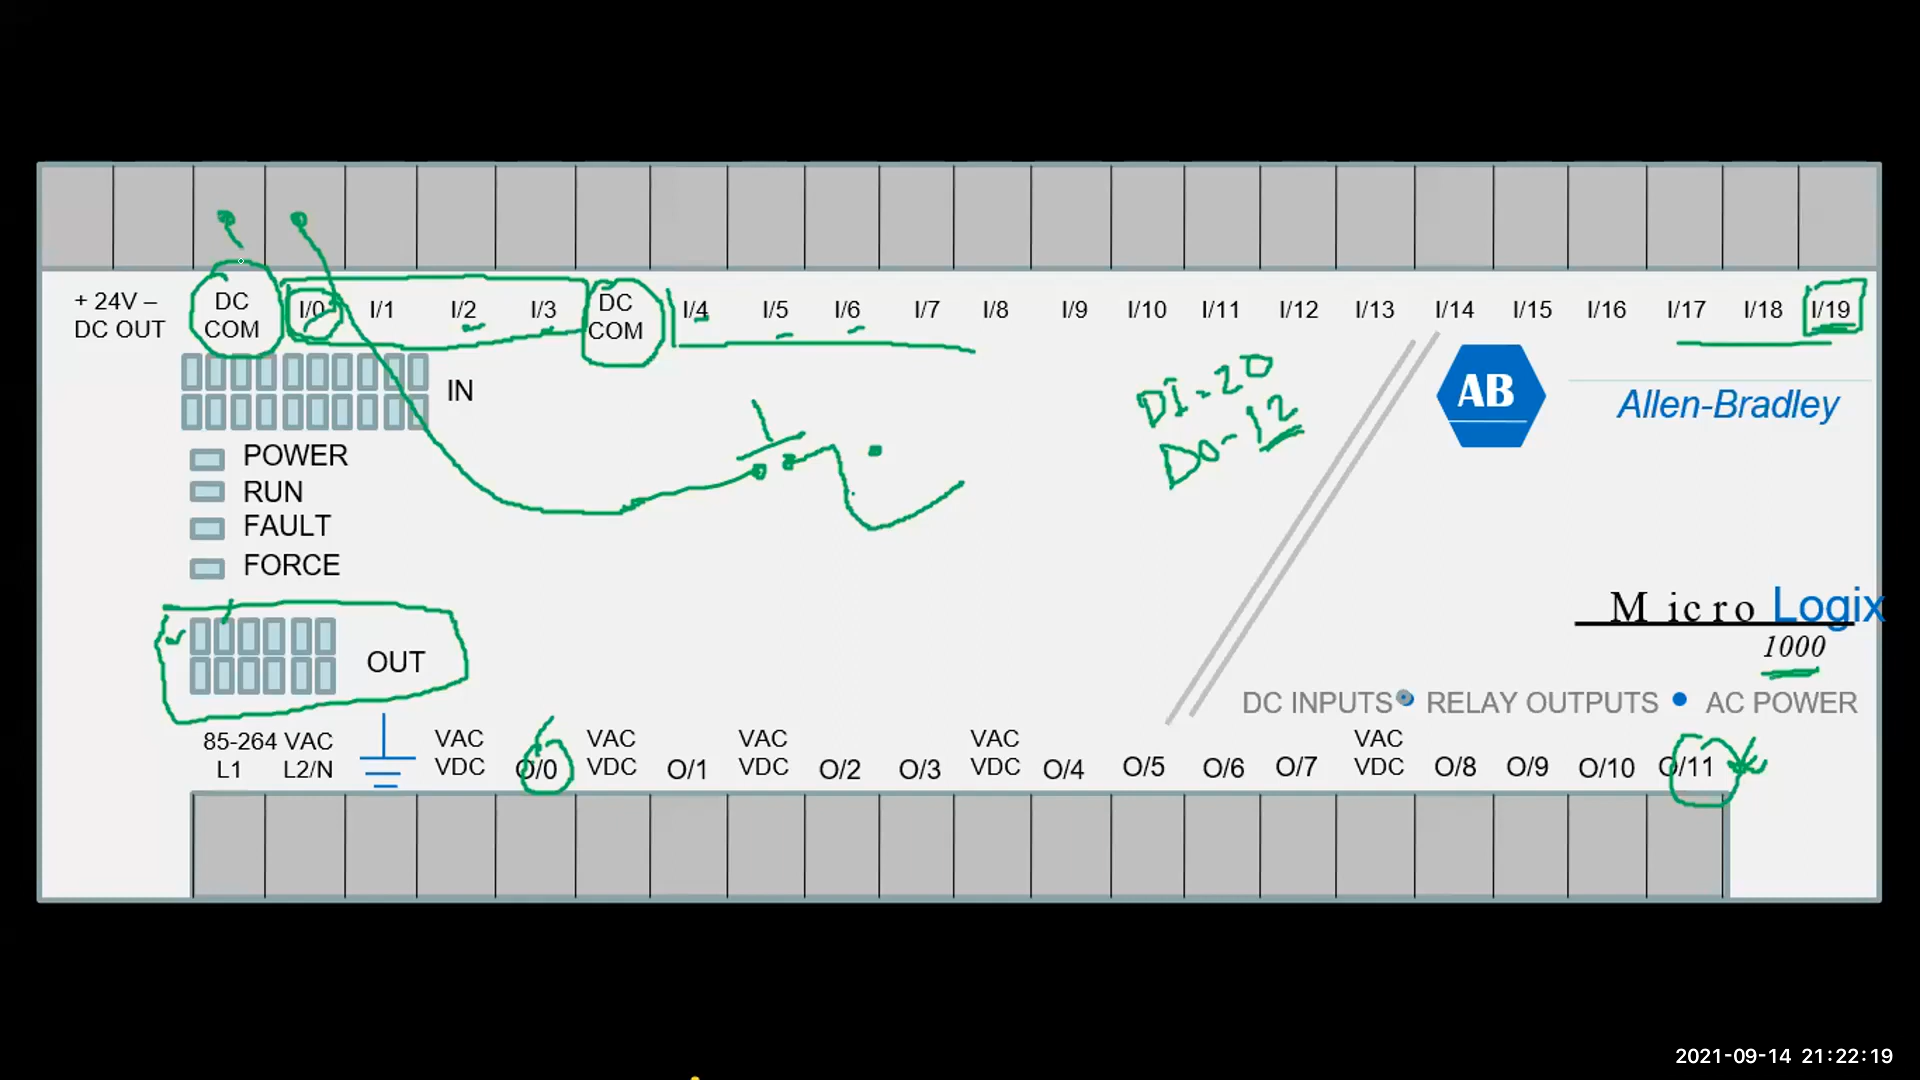 + 24V –
DC OUT
DC
COM
I/0
I/1
I/2
I/3
DC
COM
I/4
I/5
I/6
I/7
I/8
I/9
I/10
I/11
I/12
I/13
I/14
I/15
I/16
I/17
I/18
I/19
IN
DI-20
DO-12
AB
Allen-Bradley
POWER
RUN
FAULT
FORCE
OUT
Micro Logix
1000
DC INPUTS • RELAY OUTPUTS • AC POWER
85-264 VAC
L1
L2/N
VAC
VDC
O/0
VAC
VDC
O/1
VAC
VDC
O/2
O/3
VAC
VDC
O/4
O/5
O/6
O/7
VAC
VDC
O/8
O/9
O/10
O/11
2021-09-14 21:22:19